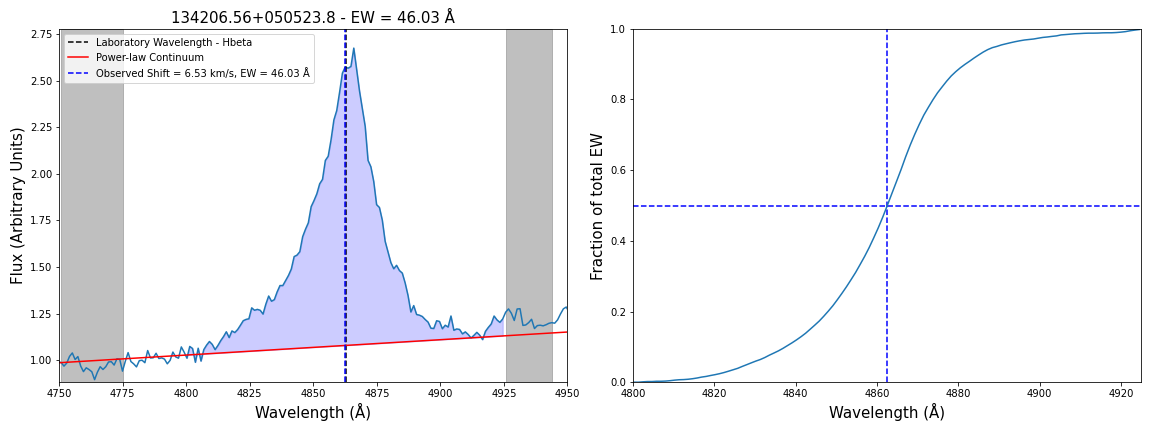 134206.56+050523.8 - EW = 46.03 Å
Laboratory Wavelength - Hbeta
Power-law Continuum
Observed Shift = 6.53 km/s, EW = 46.03 Å
Flux (Arbitrary Units)
2.75
2.50
2.25
2.00
1.75
1.50
1.25
1.00
4750 4775 4800 4825 4850 4875 4900 4925 4950
Wavelength (Å)
Fraction of total EW
1.0
0.8
0.6
0.4
0.2
0.0
4800 4820 4840 4860 4880 4900 4920
Wavelength (Å)